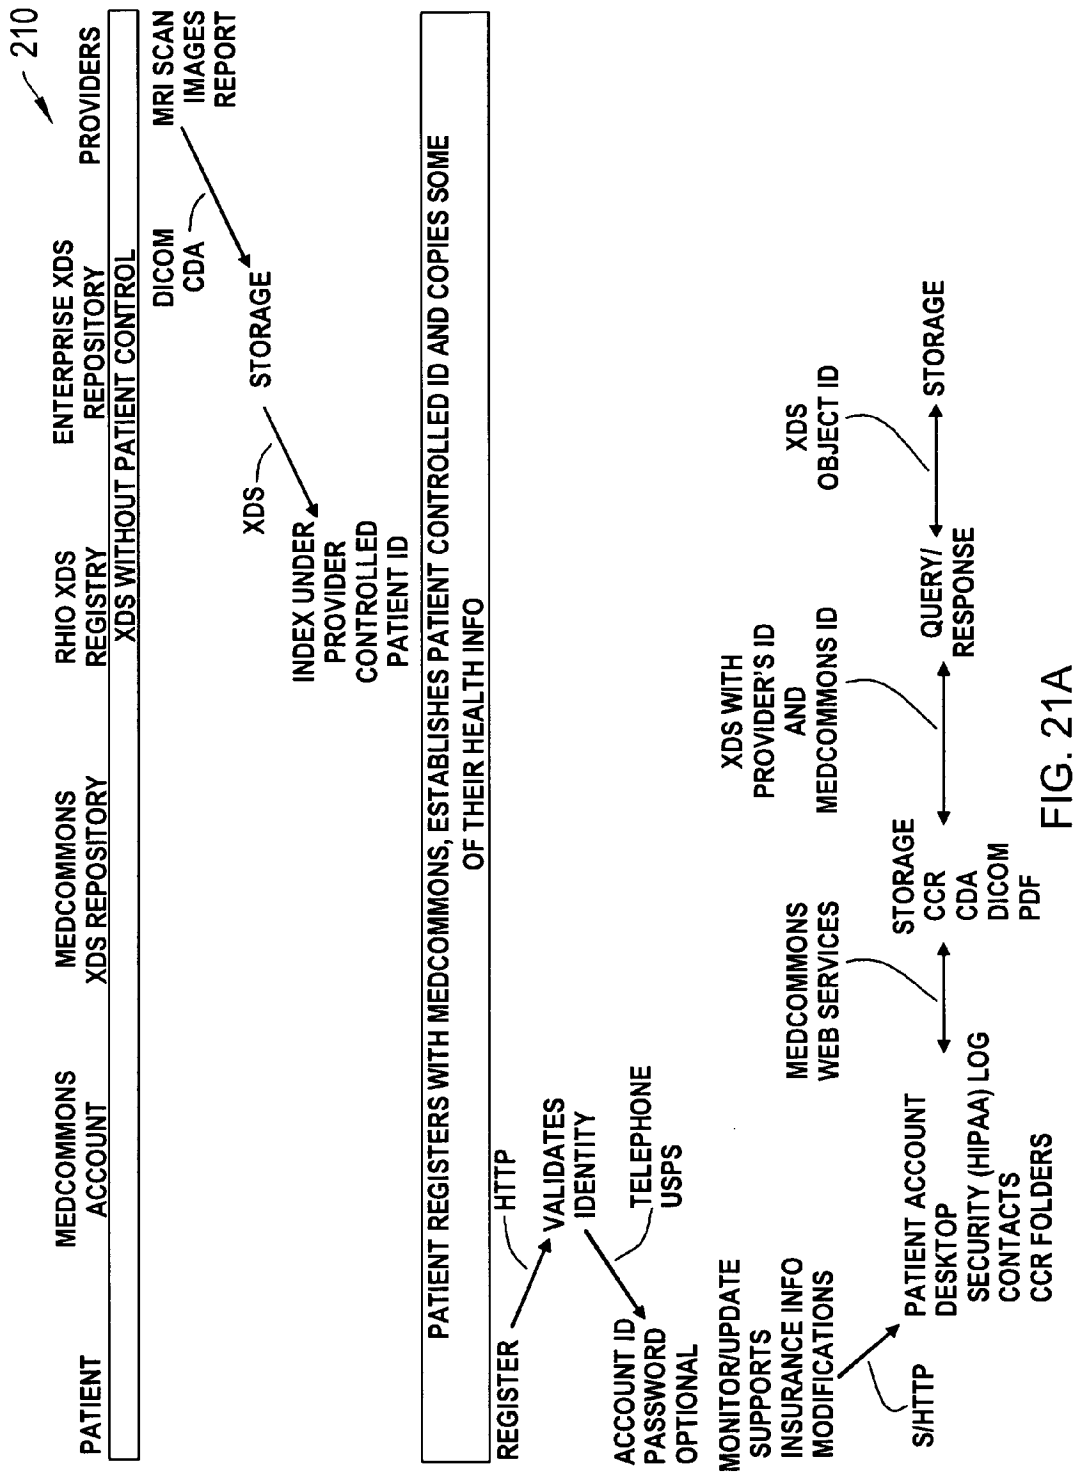 210
PATIENT
MEDCOMMONS
ACCOUNT
MEDCOMMONS
XDS REPOSITORY
RHIO XDS
REGISTRY
ENTERPRISE XDS
REPOSITORY
PROVIDERS
XDS WITHOUT PATIENT CONTROL
MRI SCAN
IMAGES
REPORT
DICOM
CDA
STORAGE
XDS
INDEX UNDER
PROVIDER
CONTROLLED
PATIENT ID
PATIENT REGISTERS WITH MEDCOMMONS, ESTABLISHES PATIENT CONTROLLED ID AND COPIES SOME
OF THEIR HEALTH INFO
REGISTER
HTTP
VALIDATES
IDENTITY
TELEPHONE
USPS
ACCOUNT ID
PASSWORD
OPTIONAL
MONITOR/UPDATE
SUPPORTS
INSURANCE INFO
MODIFICATIONS
S/HTTP
PATIENT ACCOUNT
DESKTOP
SECURITY (HIPAA) LOG
CONTACTS
CCR FOLDERS
MEDCOMMONS
WEB SERVICES
STORAGE
CCR
CDA
DICOM
PDF
XDS WITH
PROVIDER'S ID
AND
MEDCOMMONS ID
QUERY/
RESPONSE
XDS
OBJECT ID
STORAGE
FIG. 21A